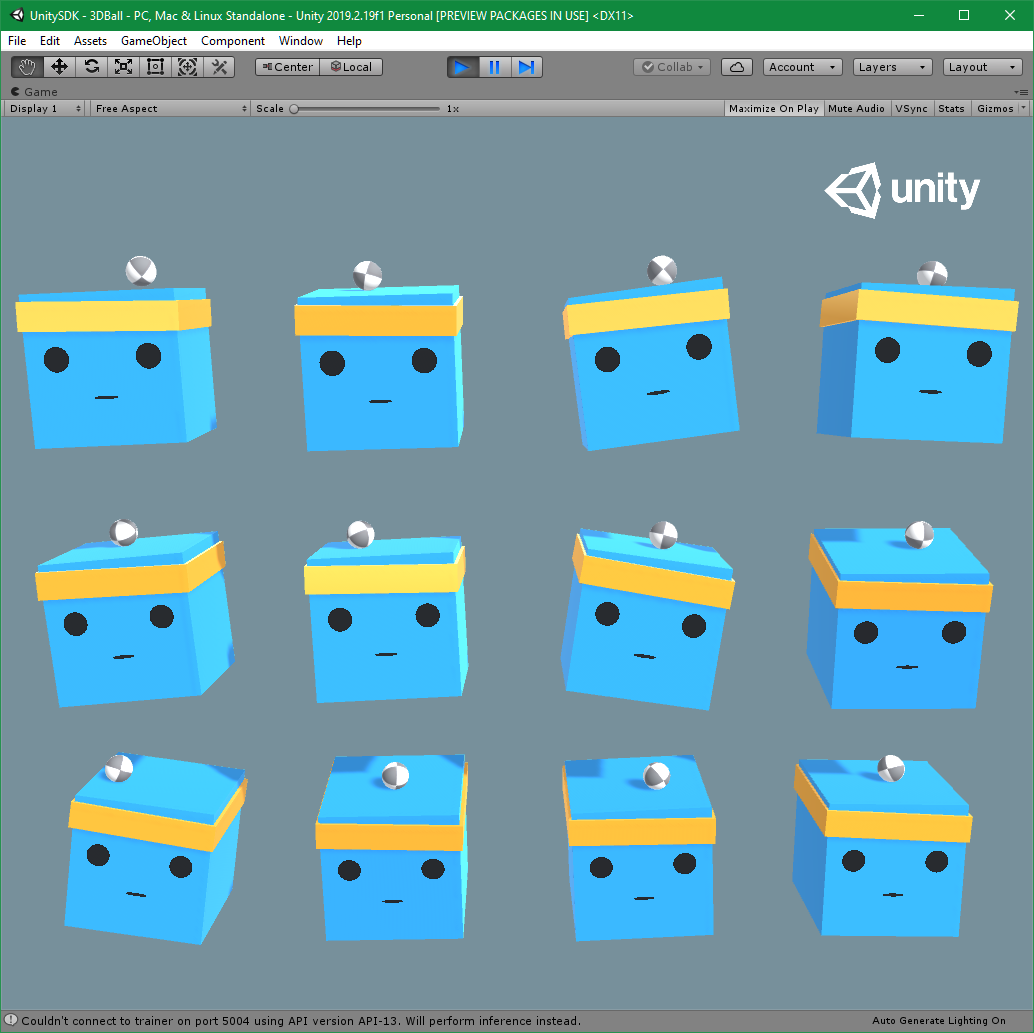 UnitySDK - 3DBall - PC, Mac & Linux Standalone - Unity 2019.2.19f1 Personal [PREVIEW PACKAGES IN USE] <DX11>
File Edit Assets GameObject Component Window Help
Center Local Collab Account Layers Layout
Game
Display 1 Free Aspect Scale 1x Maximize On Play Mute Audio VSync Stats Gizmos
unity
Couldn't connect to trainer on port 5004 using API version API-13. Will perform inference instead. Auto Generate Lighting On